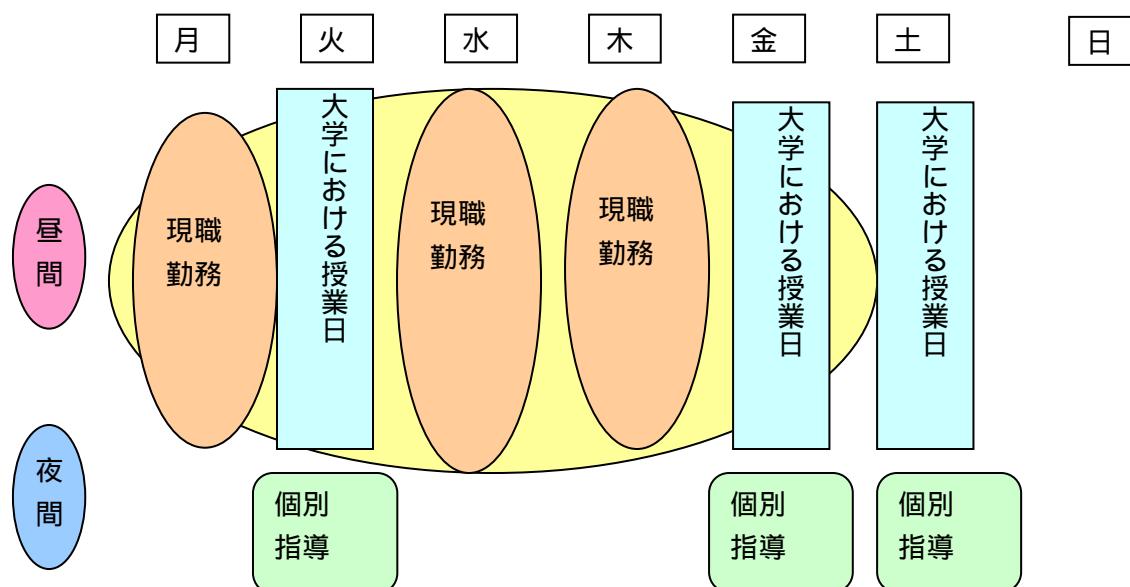 月
火
水
木
金
土
日
昼
間
現職
勤務
大学における授業日
現職
勤務
現職
勤務
大学における授業日
大学における授業日
夜
間
個別
指導
個別
指導
個別
指導